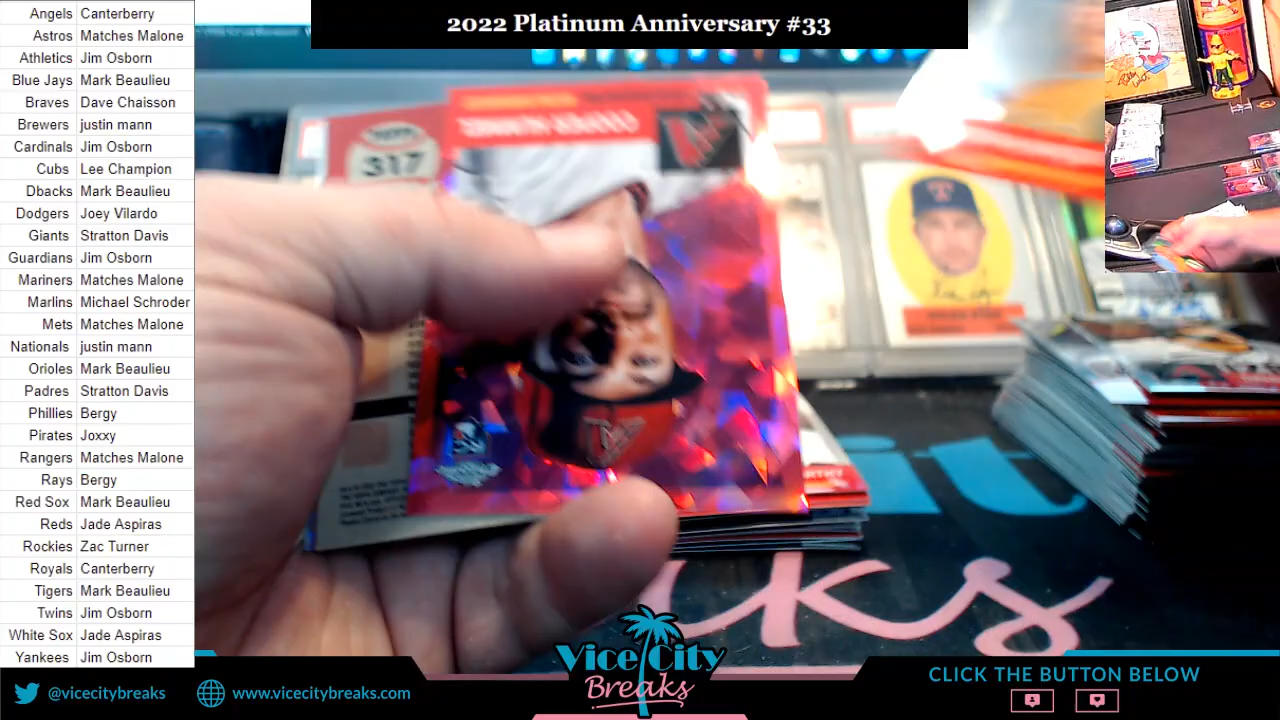 2022 Platinum Anniversary #33
Angels Canterberry
Astros Matches Malone
Athletics Jim Osborn
Blue Jays Mark Beaulieu
Braves Dave Chaisson
Brewers justin mann
Cardinals Jim Osborn
Cubs Lee Champion
Dbacks Mark Beaulieu
Dodgers Joey Vilardo
Giants Stratton Davis
Guardians Jim Osborn
Mariners Matches Malone
Marlins Michael Schroder
Mets Matches Malone
Nationals justin mann
Orioles Mark Beaulieu
Padres Stratton Davis
Phillies Bergy
Pirates Joxxy
Rangers Matches Malone
Rays Bergy
Red Sox Mark Beaulieu
Reds Jade Aspiras
Rockies Zac Turner
Royals Canterberry
Tigers Mark Beaulieu
Twins Jim Osborn
White Sox Jade Aspiras
Yankees Jim Osborn
317
@vicecitybreaks
www.vicecitybreaks.com
Vice City
Breaks
CLICK THE BUTTON BELOW